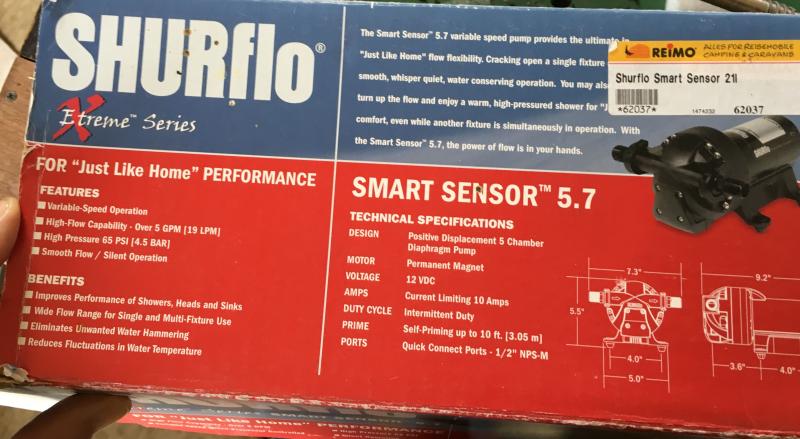 SHURflo®
Xtreme™ Series
The Smart Sensor™ 5.7 variable speed pump provides the ultimate in
"Just Like Home" flow flexibility. Cracking open a single fixture
smooth, whisper quiet, water conserving operation. You may also
turn up the flow and enjoy a warm, high-pressured shower for "J
comfort, even while another fixture is simultaneously in operation. With
the Smart Sensor™ 5.7, the power of flow is in your hands.
REIMO ALLES FÜR REISEMOBILE
CAMPING & CARAVANS
Shurflo Smart Sensor 21l
*62037* 1474232 62037
FOR "Just Like Home" PERFORMANCE
FEATURES
Variable-Speed Operation
High-Flow Capability - Over 5 GPM [19 LPM]
High Pressure 65 PSI [4.5 BAR]
Smooth Flow / Silent Operation
BENEFITS
Improves Performance of Showers, Heads and Sinks
Wide Flow Range for Single and Multi-Fixture Use
Eliminates Unwanted Water Hammering
Reduces Fluctuations in Water Temperature
SMART SENSOR™ 5.7
TECHNICAL SPECIFICATIONS
DESIGN Positive Displacement 5 Chamber
Diaphragm Pump
MOTOR Permanent Magnet
VOLTAGE 12 VDC
AMPS Current Limiting 10 Amps
DUTY CYCLE Intermittent Duty
PRIME Self-Priming up to 10 ft. [3.05 m]
PORTS Quick Connect Ports - 1/2" NPS-M
7.3"
5.5"
4.0"
5.0"
9.2"
3.6"
4.0"
FOR "Just Like Home" PERFORMANCE